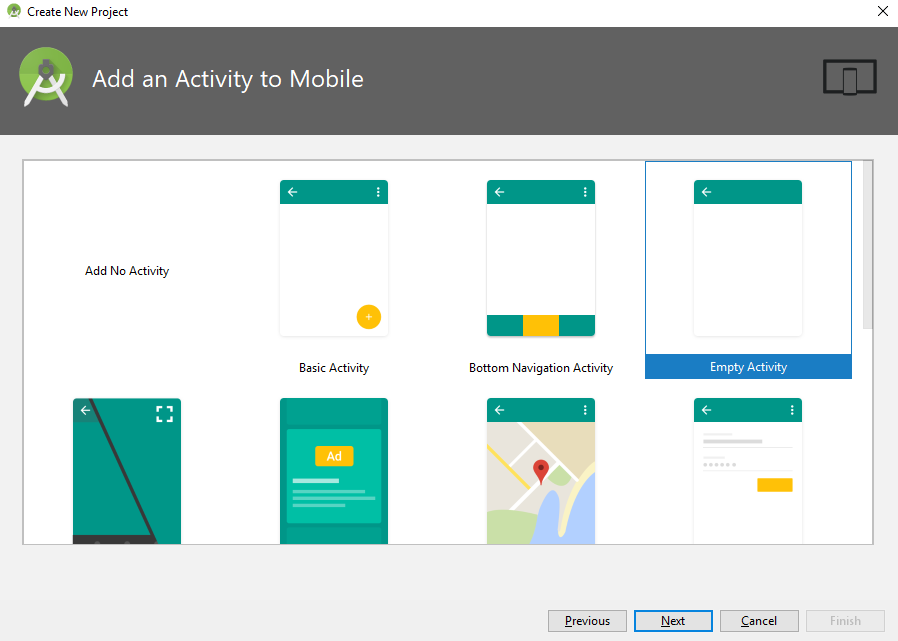 Create New Project
Add an Activity to Mobile
Add No Activity
Basic Activity
Bottom Navigation Activity
Empty Activity
Ad
Previous
Next
Cancel
Finish